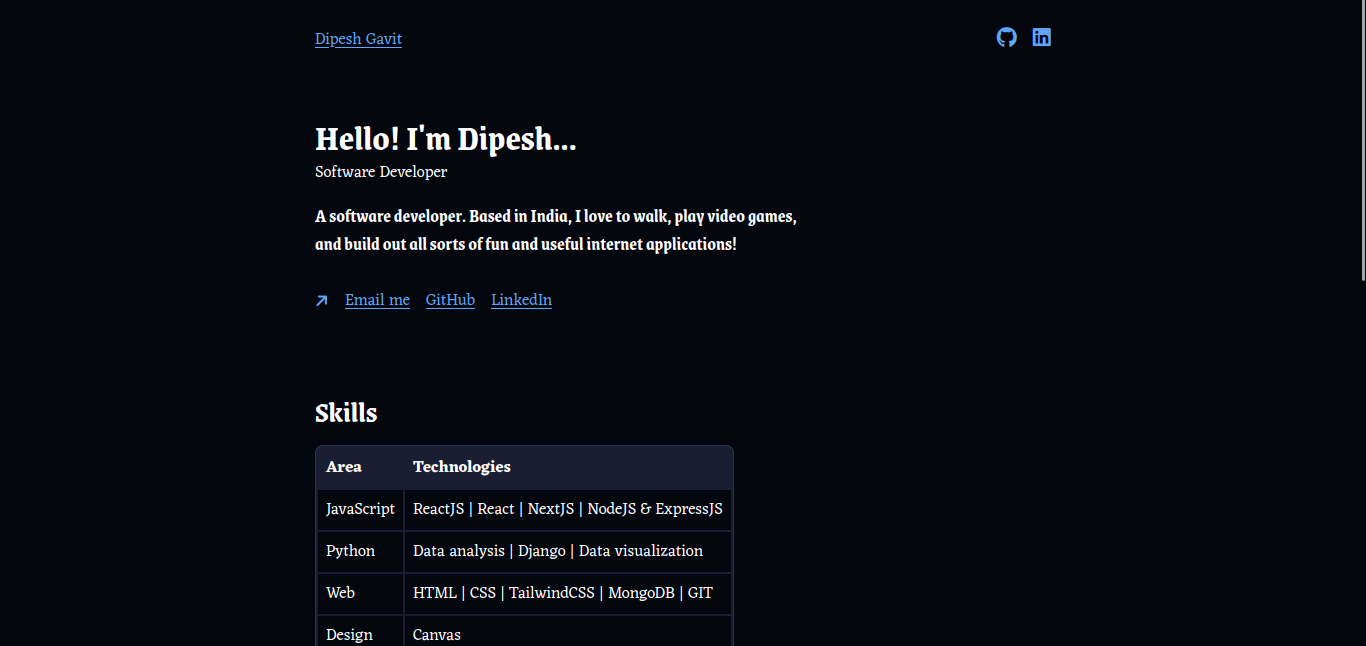 Dipesh Gavit
Hello! I'm Dipesh...
Software Developer
A software developer. Based in India, I love to walk, play video games,
and build out all sorts of fun and useful internet applications!
Email me GitHub LinkedIn
Skills
Area Technologies
JavaScript ReactJS | React | NextJS | NodeJS & ExpressJS
Python Data analysis | Django | Data visualization
Web HTML | CSS | TailwindCSS | MongoDB | GIT
Design Canvas